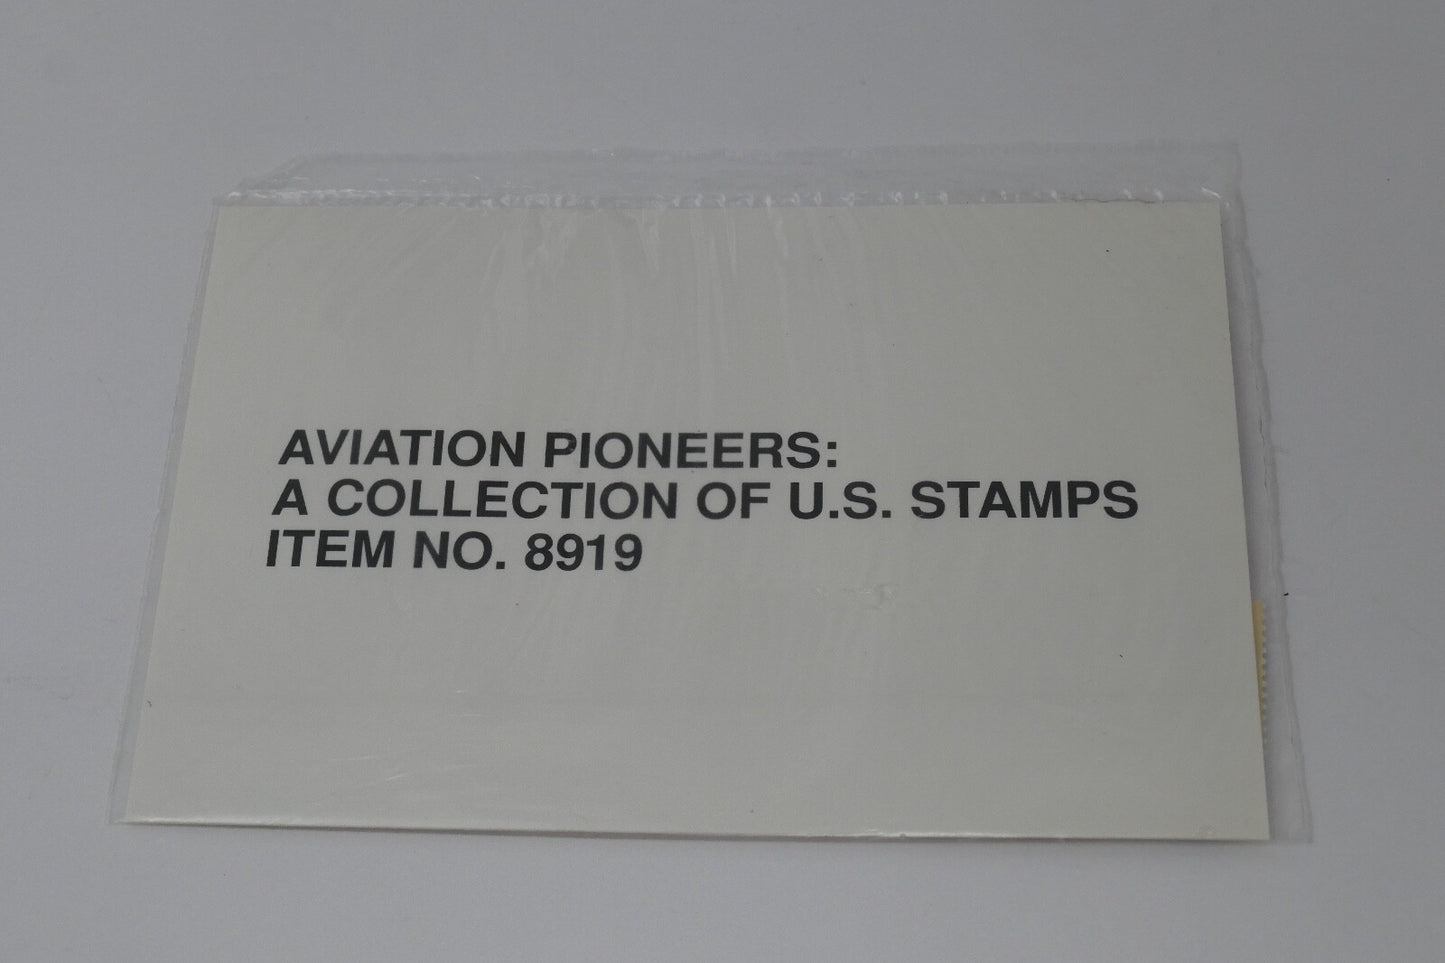 AVIATION PIONEERS:
A COLLECTION OF U.S. STAMPS
ITEM NO. 8919